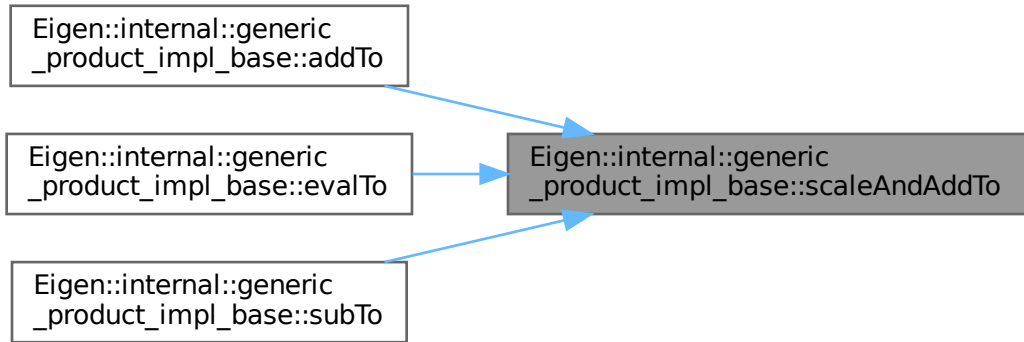 Eigen::internal::generic
_product_impl_base::addTo
Eigen::internal::generic
_product_impl_base::evalTo
Eigen::internal::generic
_product_impl_base::subTo
Eigen::internal::generic
_product_impl_base::scaleAndAddTo